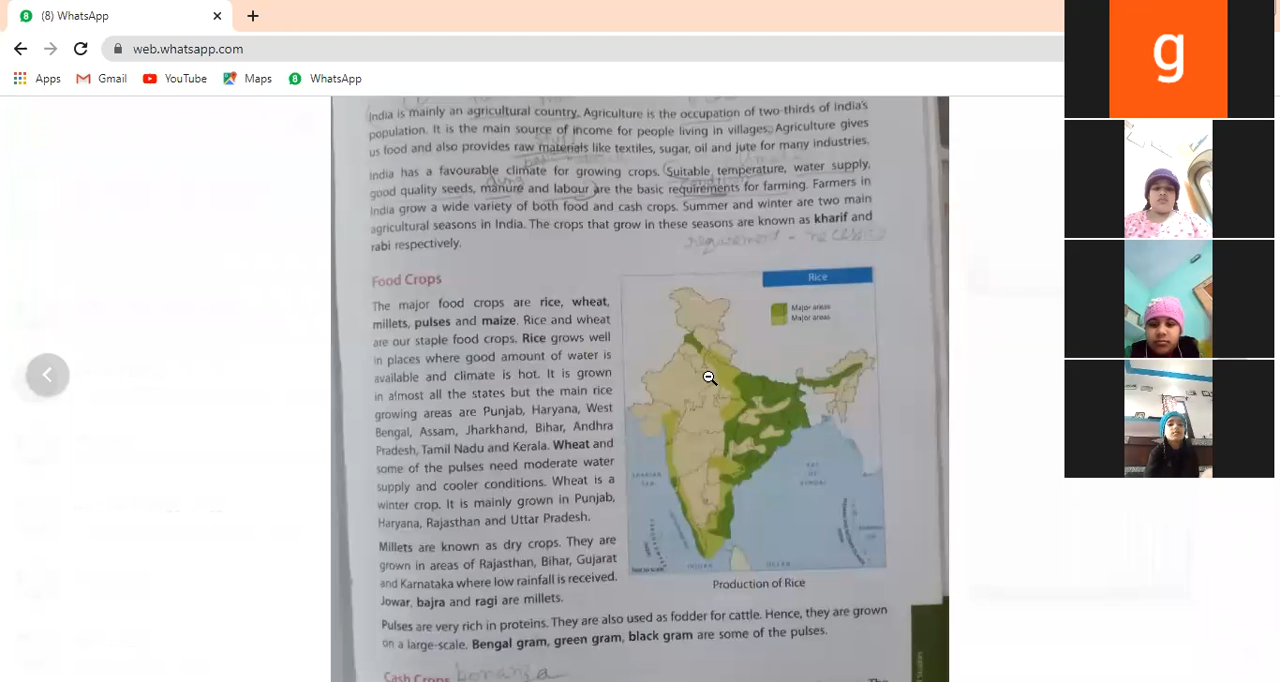 (8) WhatsApp
web.whatsapp.com
Apps Gmail YouTube Maps WhatsApp
g
India is mainly an agricultural country. Agriculture is the occupation of two-thirds of India's
population. It is the main source of income for people living in villages. Agriculture gives
us food and also provides raw materials like textiles, sugar, oil and jute for many industries.
India has a favourable climate for growing crops. Suitable temperature, water supply,
good quality seeds, manure and labour are the basic requirements for farming. Farmers in
India grow a wide variety of both food and cash crops. Summer and winter are two main
agricultural seasons in India. The crops that grow in these seasons are known as kharif and
rabi respectively.
requrement - necessity
Food Crops
The major food crops are rice, wheat,
millets, pulses and maize. Rice and wheat
are our staple food crops. Rice grows well
in places where good amount of water is
available and climate is hot. It is grown
in almost all the states but the main rice
growing areas are Punjab, Haryana, West
Bengal, Assam, Jharkhand, Bihar, Andhra
Pradesh, Tamil Nadu and Kerala. Wheat and
some of the pulses need moderate water
supply and cooler conditions. Wheat is a
winter crop. It is mainly grown in Punjab,
Haryana, Rajasthan and Uttar Pradesh.
Millets are known as dry crops. They are
grown in areas of Rajasthan, Bihar, Gujarat
and Karnataka where low rainfall is received.
Jowar, bajra and ragi are millets.
Rice
Major areas
Major areas
ARABIAN
SEA
BAY
OF
BENGAL
INDIAN OCEAN
Production of Rice
Pulses are very rich in proteins. They are also used as fodder for cattle. Hence, they are grown
on a large-scale. Bengal gram, green gram, black gram are some of the pulses.
Cash Crops bonanza
The